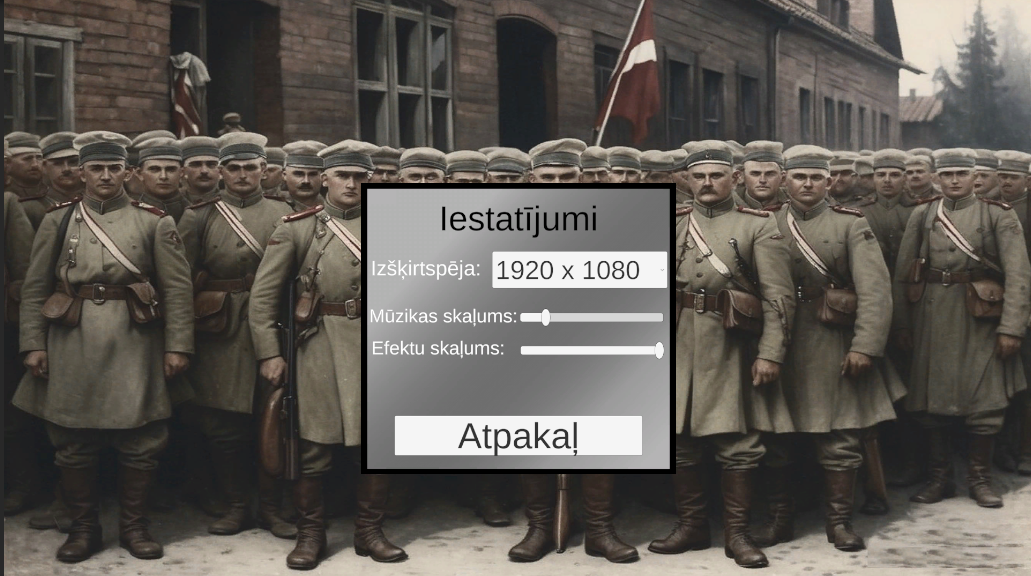 Iestatījumi
Izšķirtspēja: 1920 x 1080
Mūzikas skaļums:
Efektu skaļums:
Atpakaļ